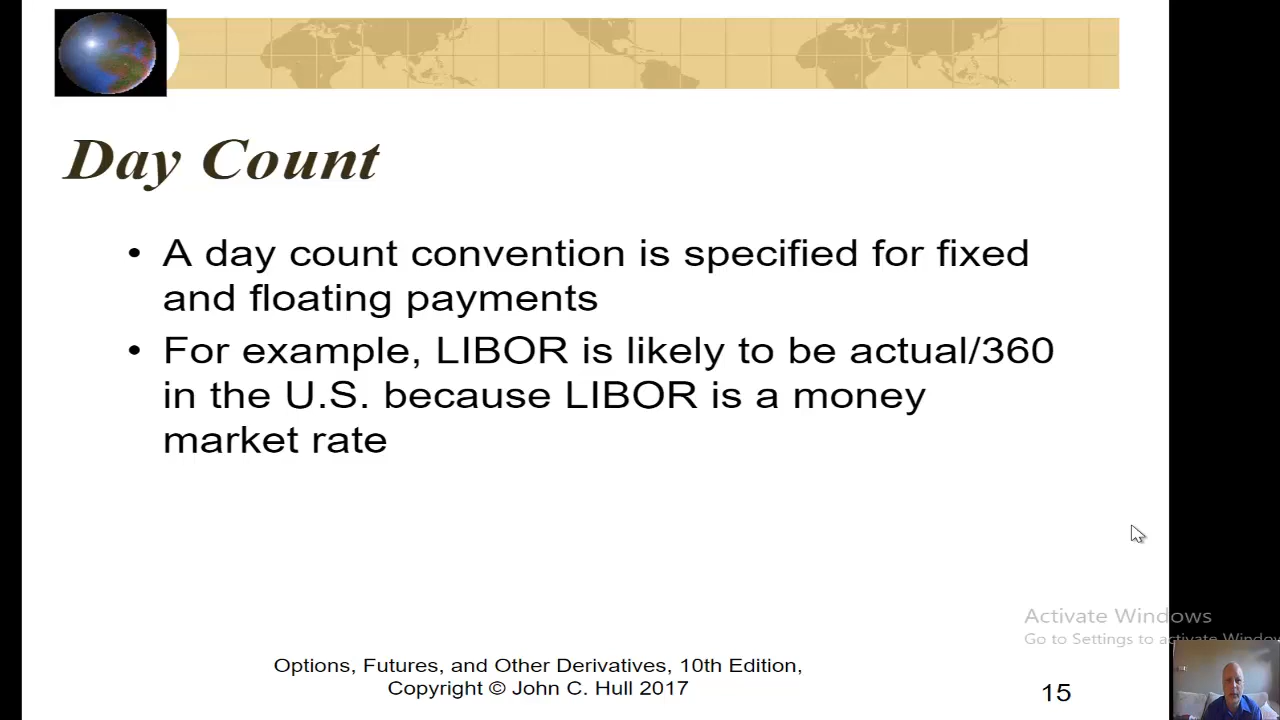 Day Count
• A day count convention is specified for fixed
and floating payments
• For example, LIBOR is likely to be actual/360
in the U.S. because LIBOR is a money
market rate
Activate Windows
Go to Settings to activate Windo
Options, Futures, and Other Derivatives, 10th Edition,
Copyright © John C. Hull 2017
15